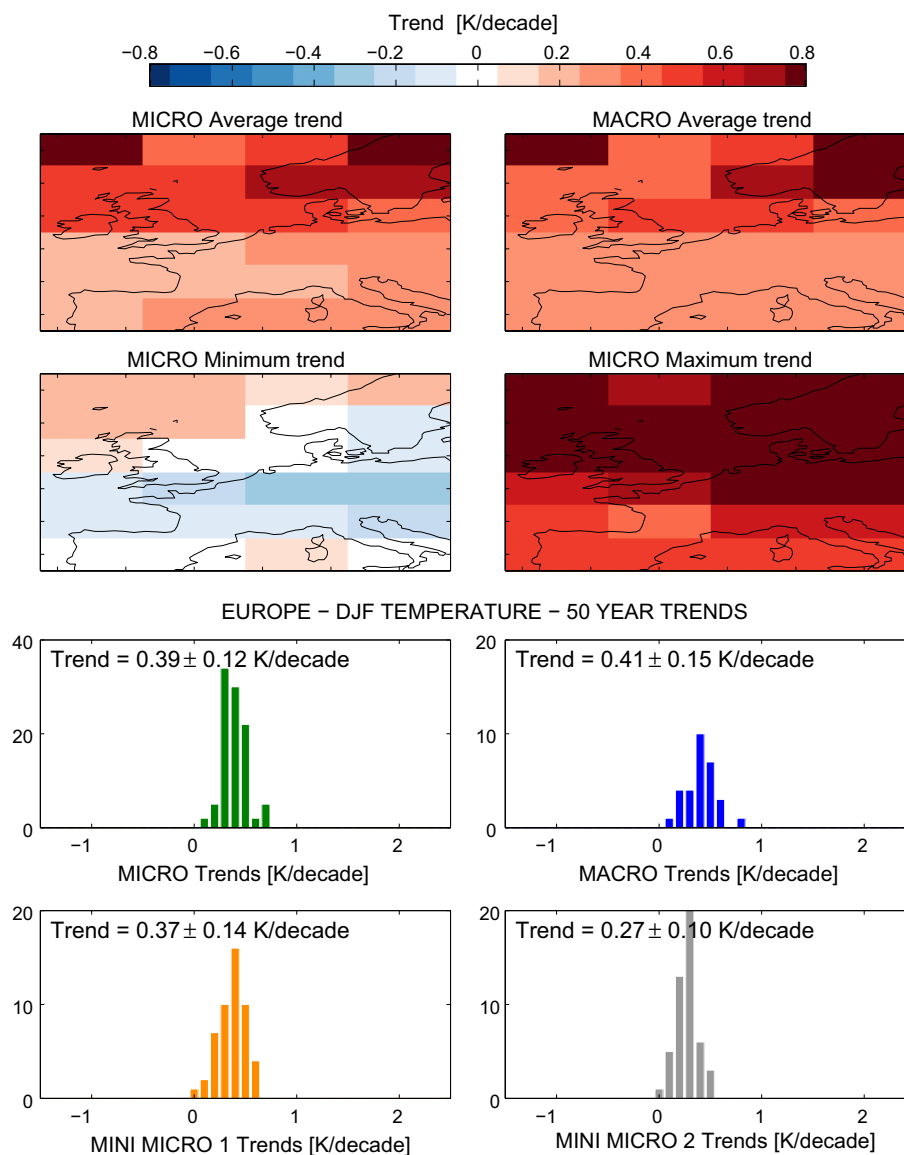 Trend [K/decade]
−0.8 −0.6 −0.4 −0.2 0 0.2 0.4 0.6 0.8
MICRO Average trend MACRO Average trend
MICRO Minimum trend MICRO Maximum trend
EUROPE − DJF TEMPERATURE − 50 YEAR TRENDS
40 20
Trend = 0.39 ± 0.12 K/decade Trend = 0.41 ± 0.15 K/decade
20 10
0 0
−1 0 1 2 −1 0 1 2
MICRO Trends [K/decade] MACRO Trends [K/decade]
20 20
Trend = 0.37 ± 0.14 K/decade Trend = 0.27 ± 0.10 K/decade
10 10
0 0
−1 0 1 2 −1 0 1 2
MINI MICRO 1 Trends [K/decade] MINI MICRO 2 Trends [K/decade]